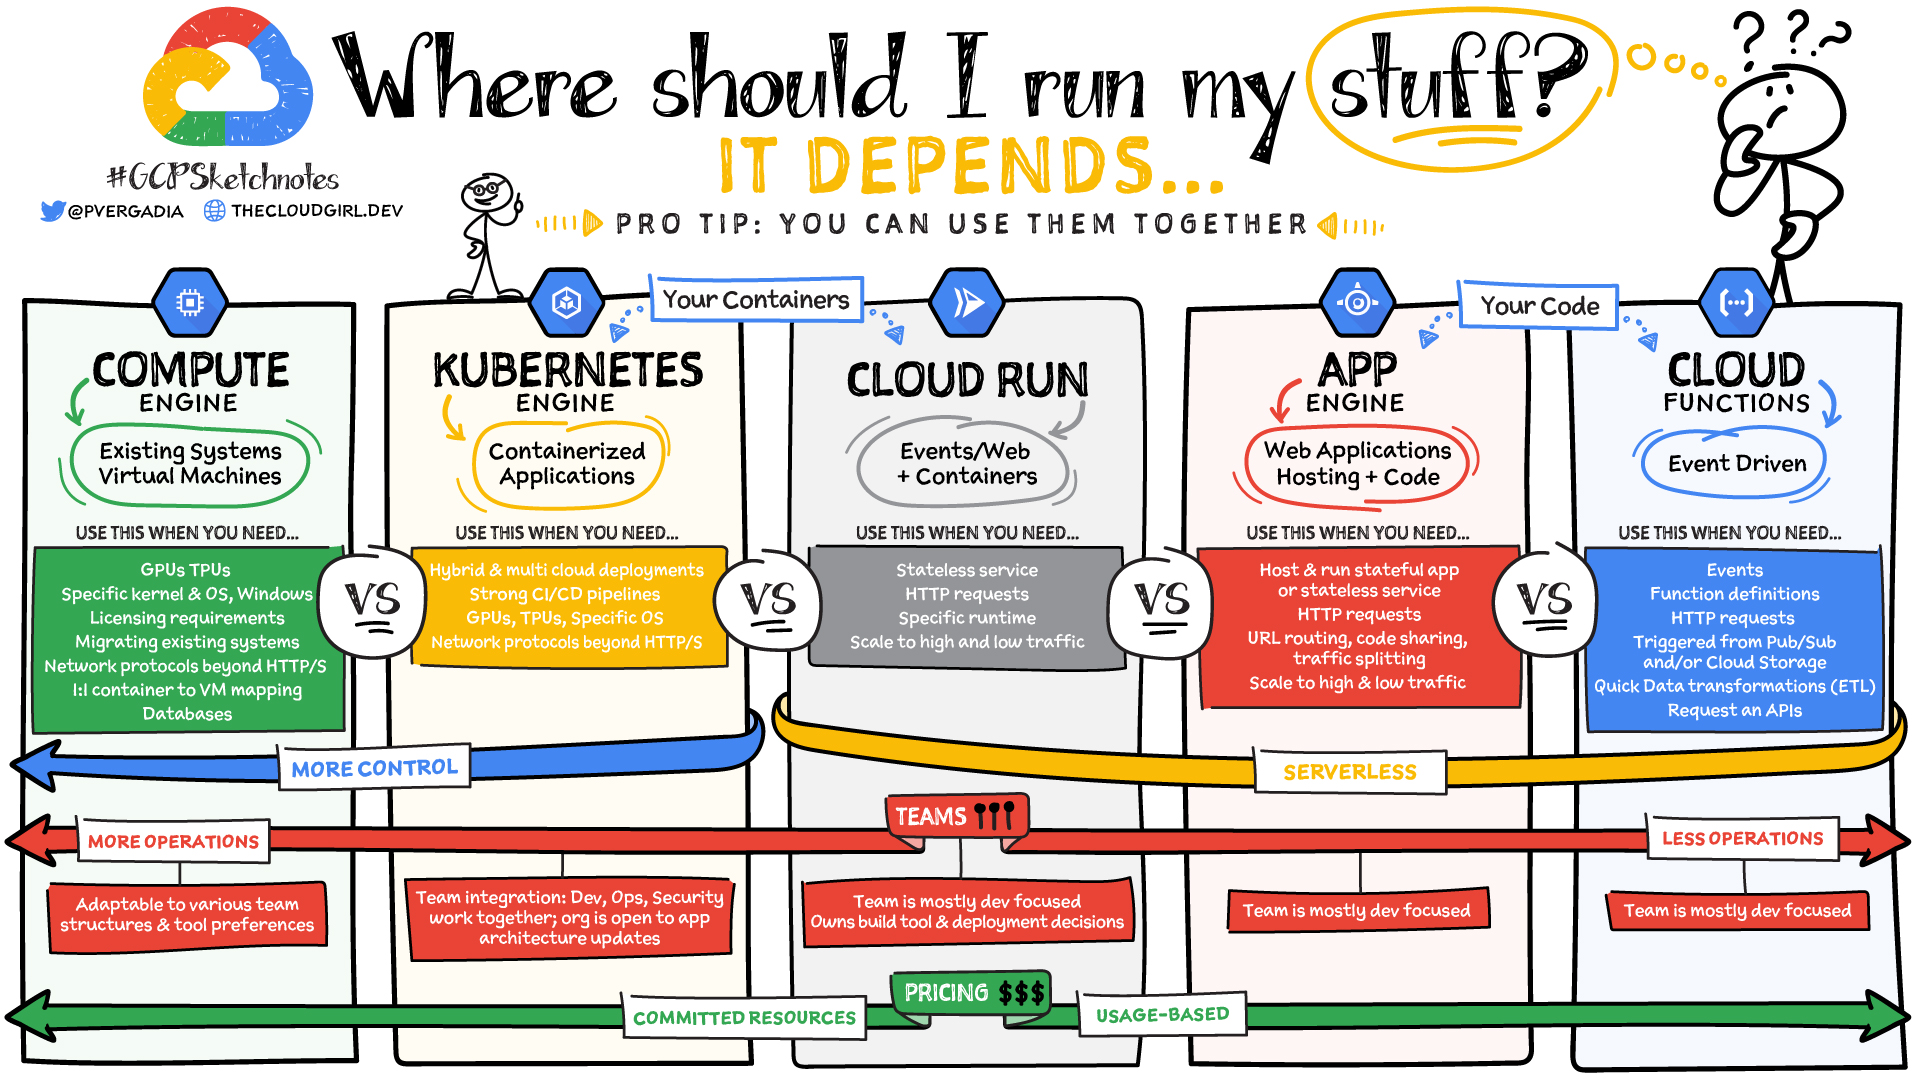 Where should I run my stuff?
IT DEPENDS...
PRO TIP: YOU CAN USE THEM TOGETHER
#GCPSketchnotes
@PVERGADIA THECLOUDGIRL.DEV
? ? ?
Your Containers
Your Code
COMPUTE
ENGINE
Existing Systems
Virtual Machines
USE THIS WHEN YOU NEED...
GPUs TPUs
Specific kernel & OS, Windows
Licensing requirements
Migrating existing systems
Network protocols beyond HTTP/S
1:1 container to VM mapping
Databases
VS
KUBERNETES
ENGINE
Containerized
Applications
USE THIS WHEN YOU NEED...
Hybrid & multi cloud deployments
Strong CI/CD pipelines
GPUs, TPUs, Specific OS
Network protocols beyond HTTP/S
VS
CLOUD RUN
Events/Web
+ Containers
USE THIS WHEN YOU NEED...
Stateless service
HTTP requests
Specific runtime
Scale to high and low traffic
VS
APP
ENGINE
Web Applications
Hosting + Code
USE THIS WHEN YOU NEED...
Host & run stateful app
or stateless service
HTTP requests
URL routing, code sharing,
traffic splitting
Scale to high & low traffic
VS
CLOUD
FUNCTIONS
Event Driven
USE THIS WHEN YOU NEED...
Events
Function definitions
HTTP requests
Triggered from Pub/Sub
and/or Cloud Storage
Quick Data transformations (ETL)
Request an APIs
MORE CONTROL
SERVERLESS
TEAMS
MORE OPERATIONS
LESS OPERATIONS
Adaptable to various team
structures & tool preferences
Team integration: Dev, Ops, Security
work together; org is open to app
architecture updates
Team is mostly dev focused
Owns build tool & deployment decisions
Team is mostly dev focused
Team is mostly dev focused
PRICING $$$
COMMITTED RESOURCES
USAGE-BASED